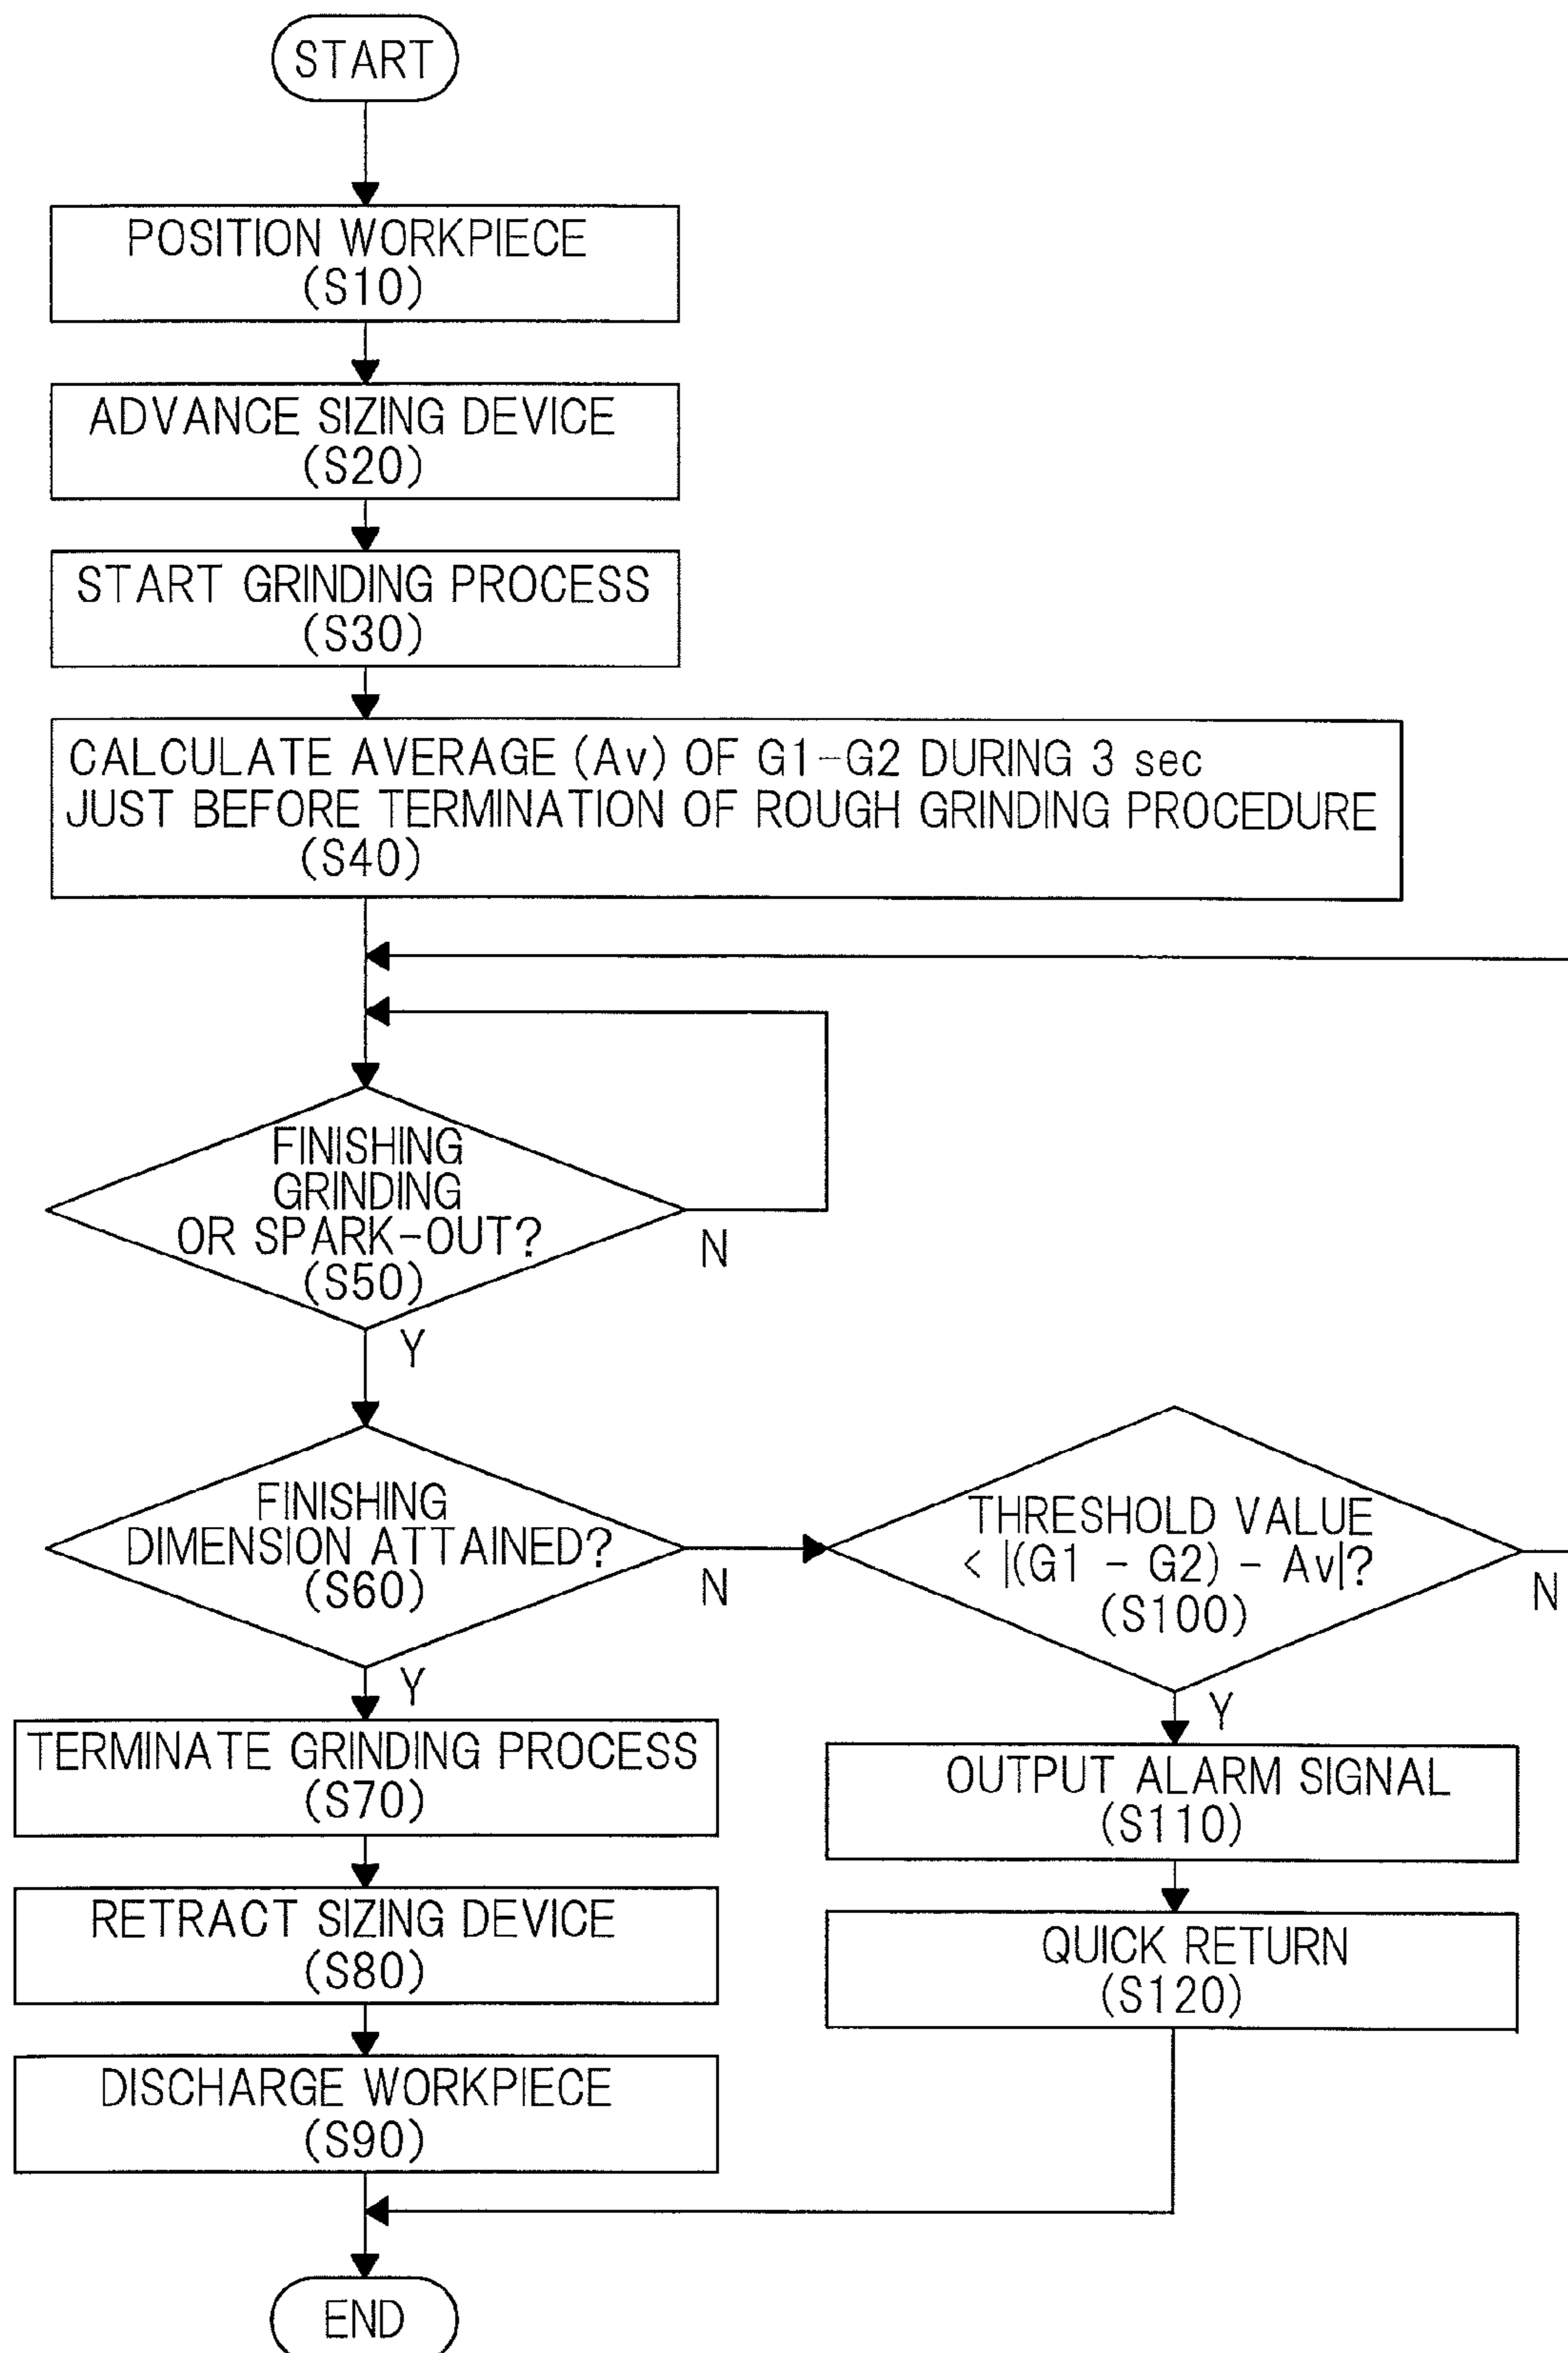 START
POSITION WORKPIECE
(S10)
ADVANCE SIZING DEVICE
(S20)
START GRINDING PROCESS
(S30)
CALCULATE AVERAGE (Av) OF G1-G2 DURING 3 sec
JUST BEFORE TERMINATION OF ROUGH GRINDING PROCEDURE
(S40)
FINISHING
GRINDING
OR SPARK-OUT?
(S50)
N
Y
FINISHING
DIMENSION ATTAINED?
(S60)
N
Y
THRESHOLD VALUE
< |(G1 - G2) - Av|?
(S100)
N
Y
TERMINATE GRINDING PROCESS
(S70)
OUTPUT ALARM SIGNAL
(S110)
RETRACT SIZING DEVICE
(S80)
QUICK RETURN
(S120)
DISCHARGE WORKPIECE
(S90)
END